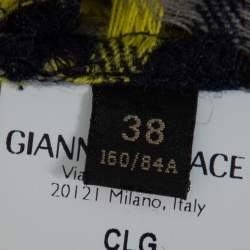 38
160/84A
GIANN ACE
Via
20121 Milano, Italy
CLG